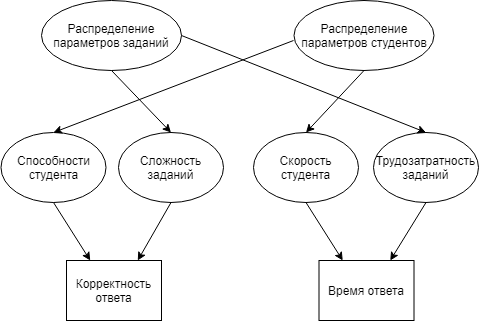 Распределение
параметров заданий
Распределение
параметров студентов
Способности
студента
Сложность
заданий
Скорость
студента
Трудозатратность
заданий
Корректность
ответа
Время ответа